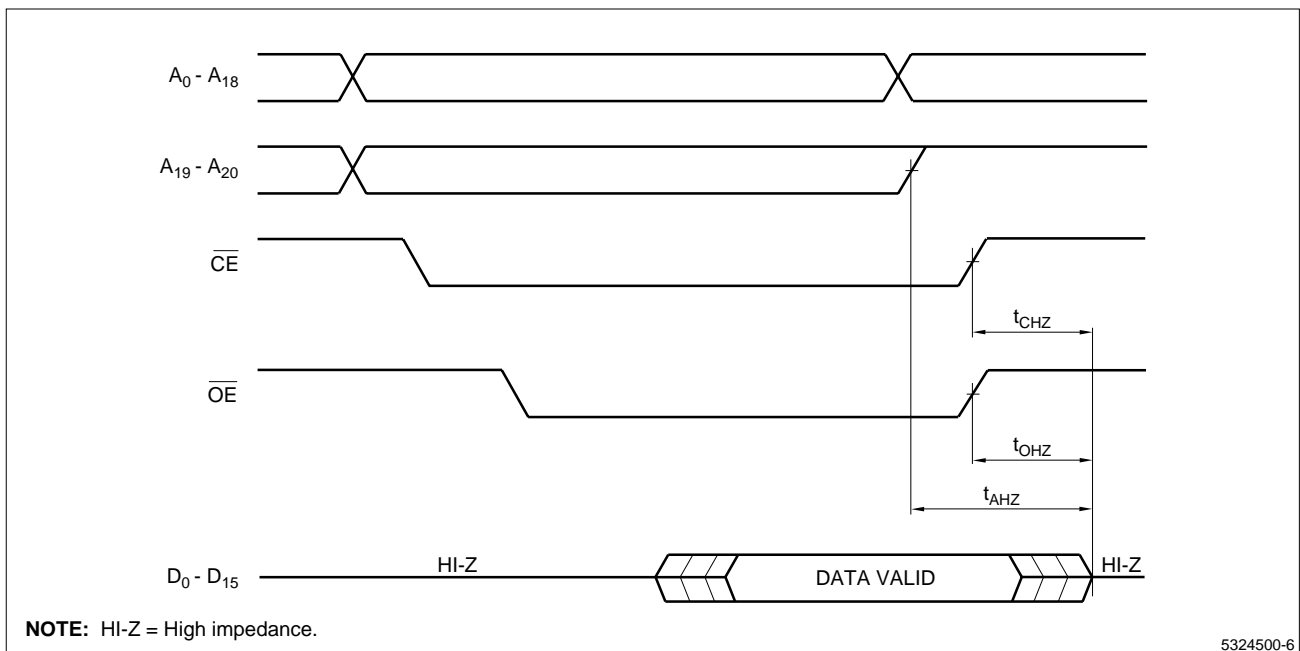 A0 - A18
A19 - A20
CE
tCHZ
OE
tOHZ
tAHZ
D0 - D15
HI-Z
DATA VALID
HI-Z
NOTE: HI-Z = High impedance.
5324500-6